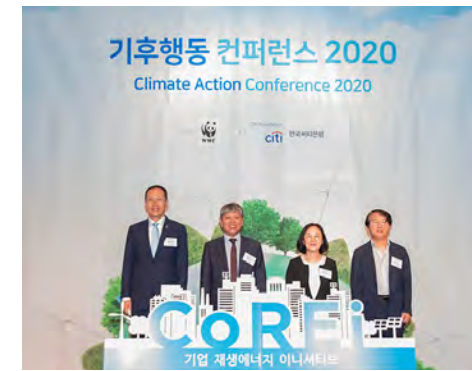 기후행동 컨퍼런스 2020
Climate Action Conference 2020
WWF
citi 한국씨티은행
CoREi
기업 재생에너지 이니셔티브